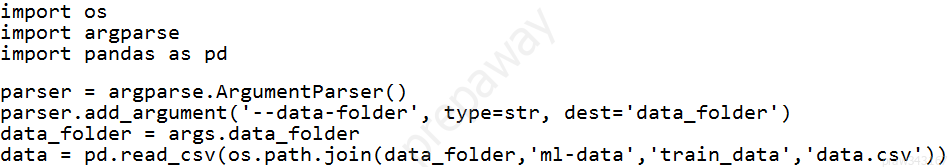 import os
import argparse
import pandas as pd
parser = argparse.ArgumentParser()
parser.add_argument('--data-folder', type=str, dest='data_folder')
data_folder = args.data_folder
data = pd.read_csv(os.path.join(data_folder,'ml-data','train_data','data.csv'))
prepaway